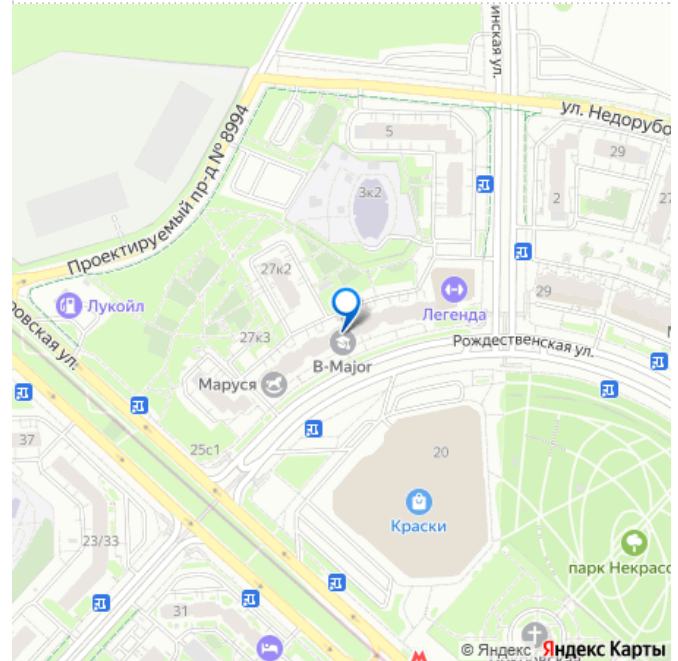 инская ул.
ул. Недорубо
Проектируемый пр-д № 8994
5
29
3к2
2
27
27к2
Лукойл
Легенда
29
27к3
B-Major
Рождественская ул.
Маруся
ровская ул.
37
25с1
20
Краски
23/33
парк Некрасо
31
© Яндекс Яндекс Карты